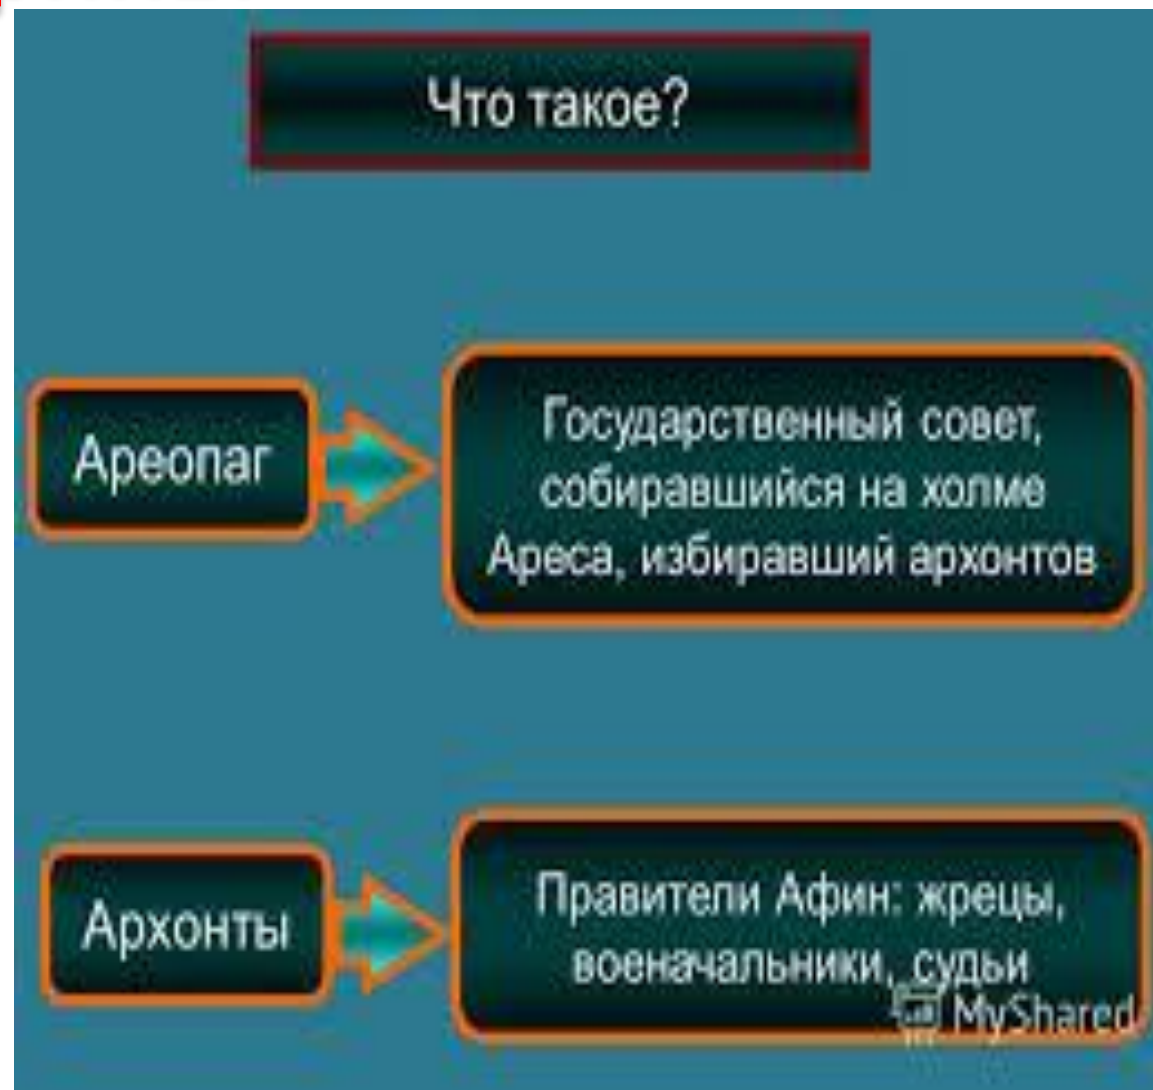 Что такое?
Ареопаг
Государственный совет,
собиравшийся на холме
Ареса, избиравший архонтов
Архонты
Правители Афин: жрецы,
военачальники, судьи
MyShared